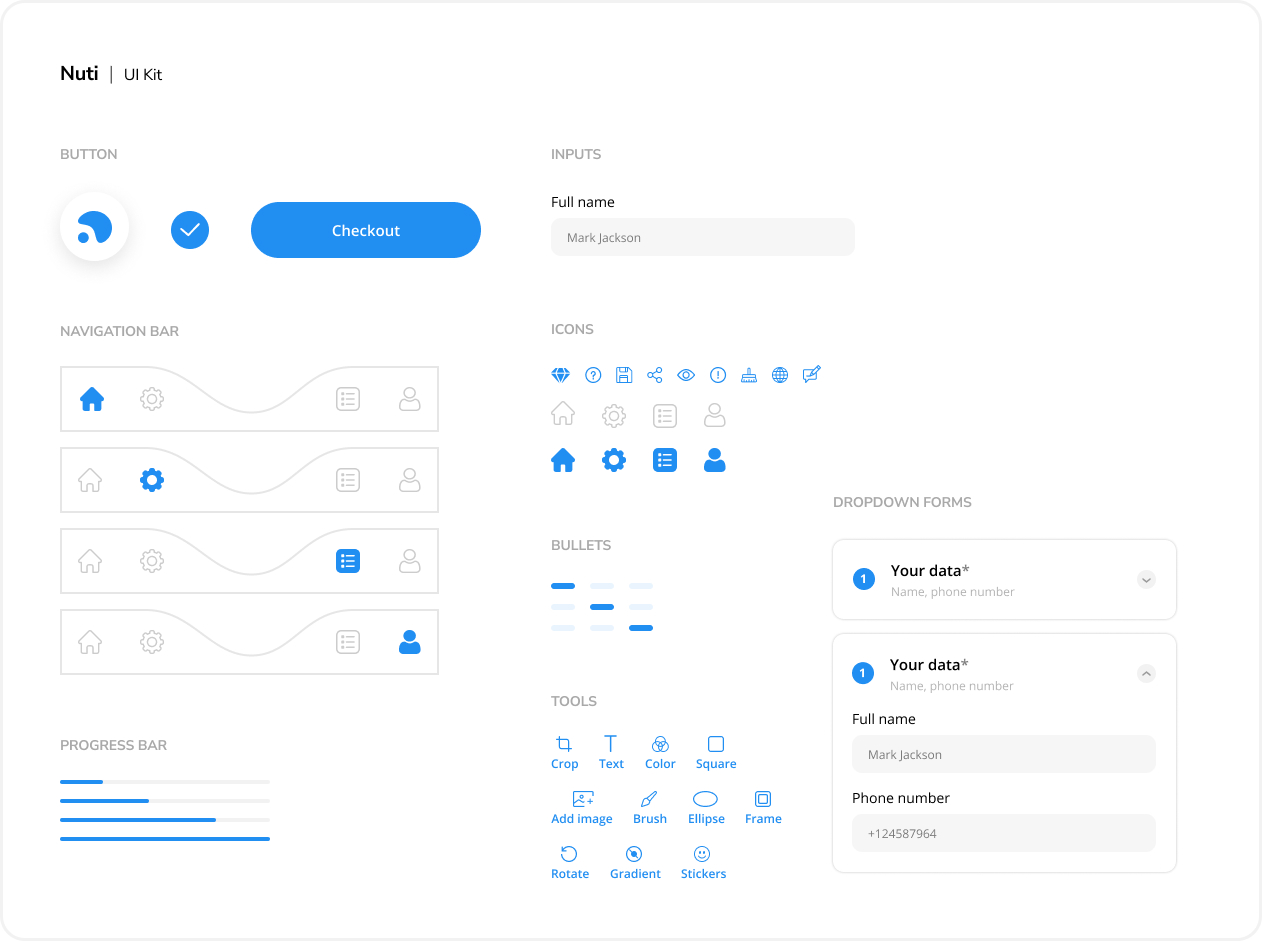 Nuti | UI Kit
BUTTON
Checkout
INPUTS
Full name
Mark Jackson
NAVIGATION BAR
ICONS
BULLETS
TOOLS
Crop Text Color Square
Add image Brush Ellipse Frame
Rotate Gradient Stickers
PROGRESS BAR
DROPDOWN FORMS
1 Your data*
Name, phone number
1 Your data*
Name, phone number
Full name
Mark Jackson
Phone number
+124587964